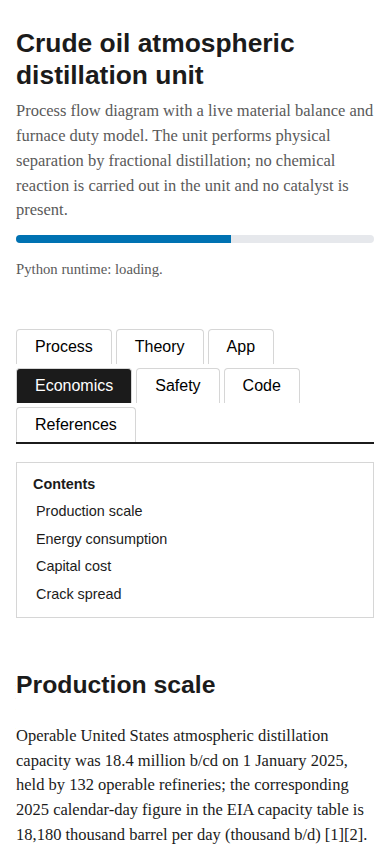 Crude oil atmospheric
distillation unit
Process flow diagram with a live material balance and
furnace duty model. The unit performs physical
separation by fractional distillation; no chemical
reaction is carried out in the unit and no catalyst is
present.
Python runtime: loading.
Process Theory App
Economics Safety Code
References
Contents
Production scale
Energy consumption
Capital cost
Crack spread
Production scale
Operable United States atmospheric distillation
capacity was 18.4 million b/cd on 1 January 2025,
held by 132 operable refineries; the corresponding
2025 calendar-day figure in the EIA capacity table is
18,180 thousand barrel per day (thousand b/d) [1][2].